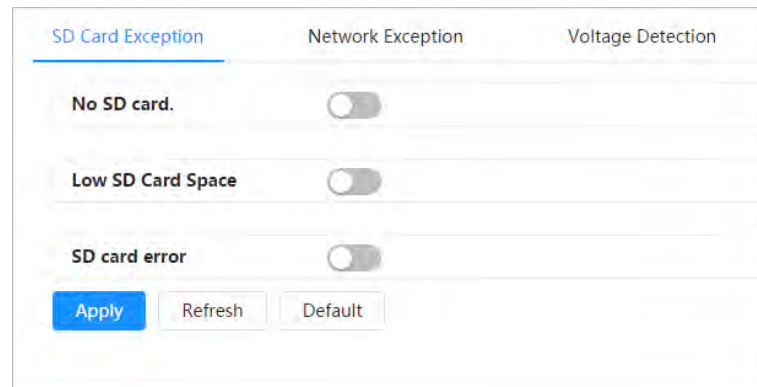 SD Card Exception Network Exception Voltage Detection
No SD card.
Low SD Card Space
SD card error
Apply Refresh Default